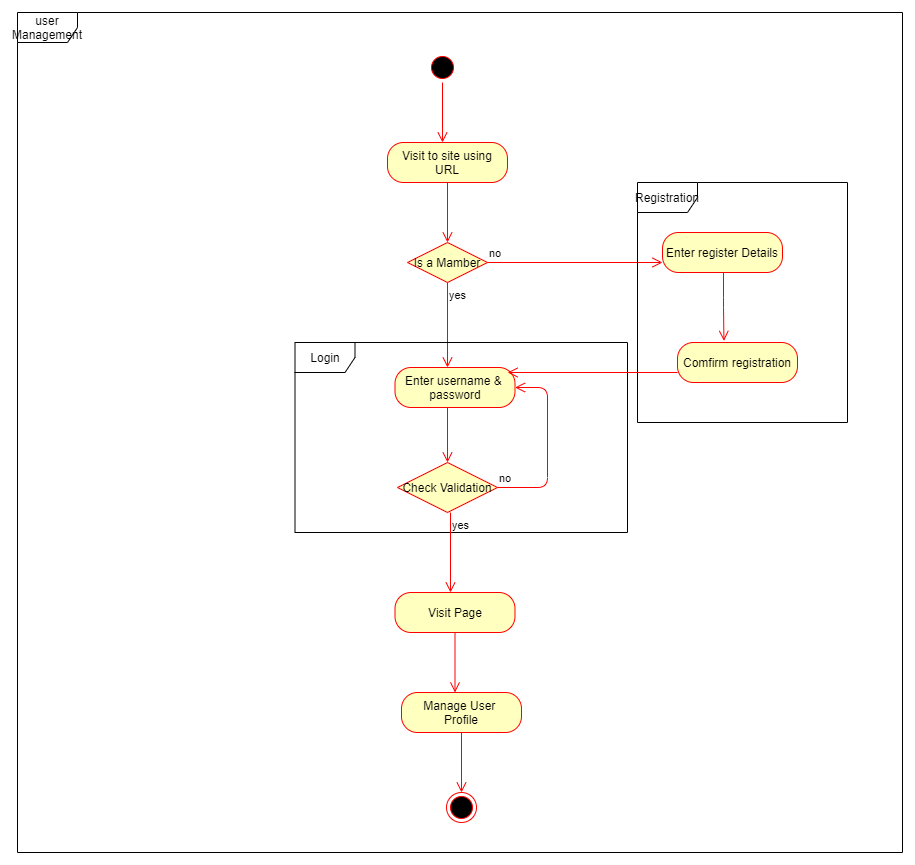 user
Management
Visit to site using
URL
Registration
Is a Mamber
no
Enter register Details
yes
Login
Comfirm registration
Enter username &
password
Check Validation
no
yes
Visit Page
Manage User
Profile